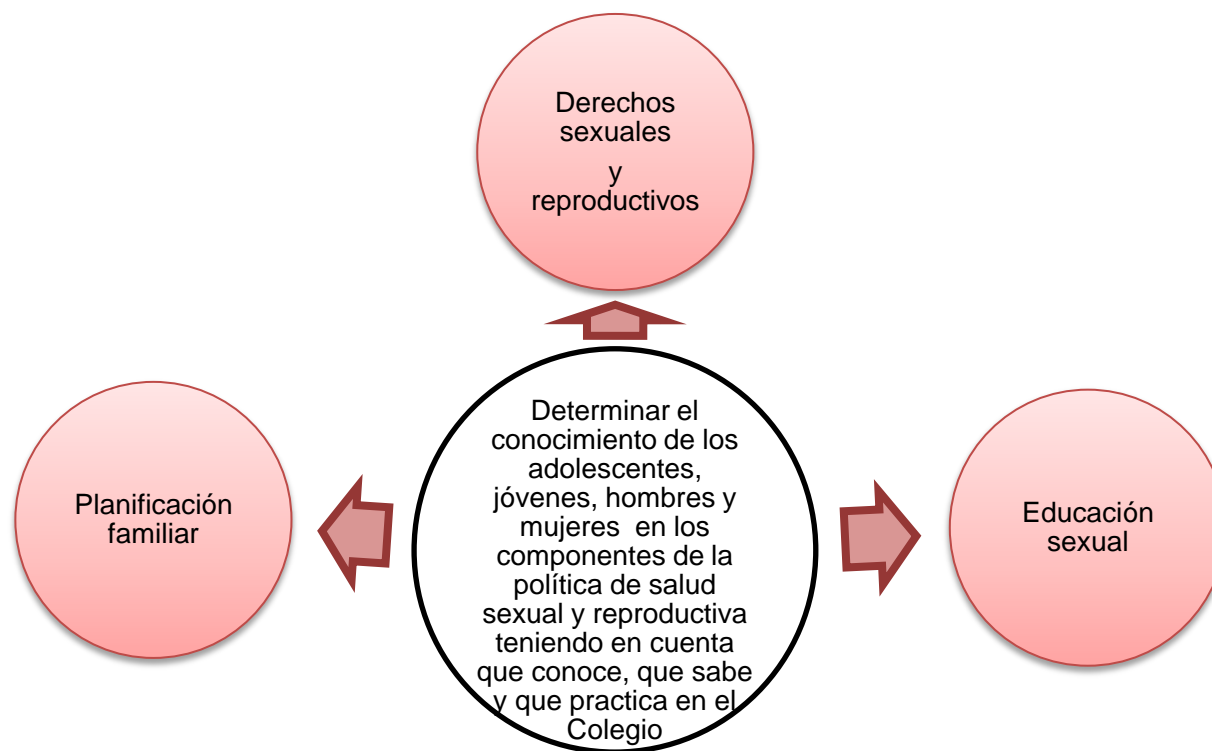 Derechos
sexuales
y
reproductivos
Determinar el
conocimiento de los
adolescentes,
jóvenes, hombres y
mujeres  en los
componentes de la
política de salud
sexual y reproductiva
teniendo en cuenta
que conoce, que sabe
y que practica en el
Colegio
Planificación
familiar
Educación
sexual